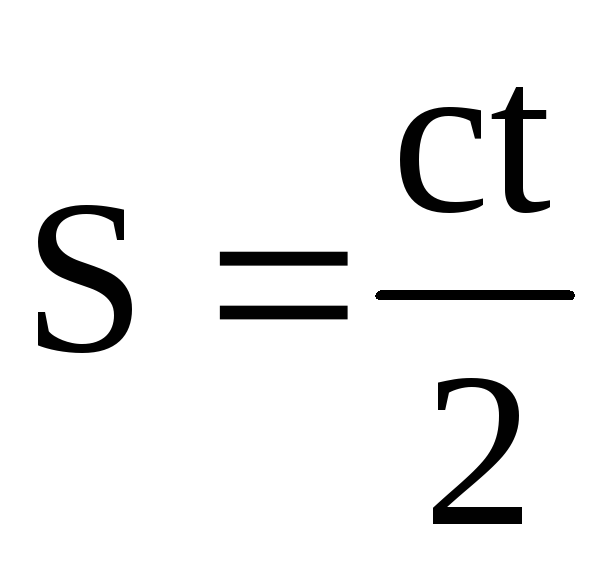 S = ct/2